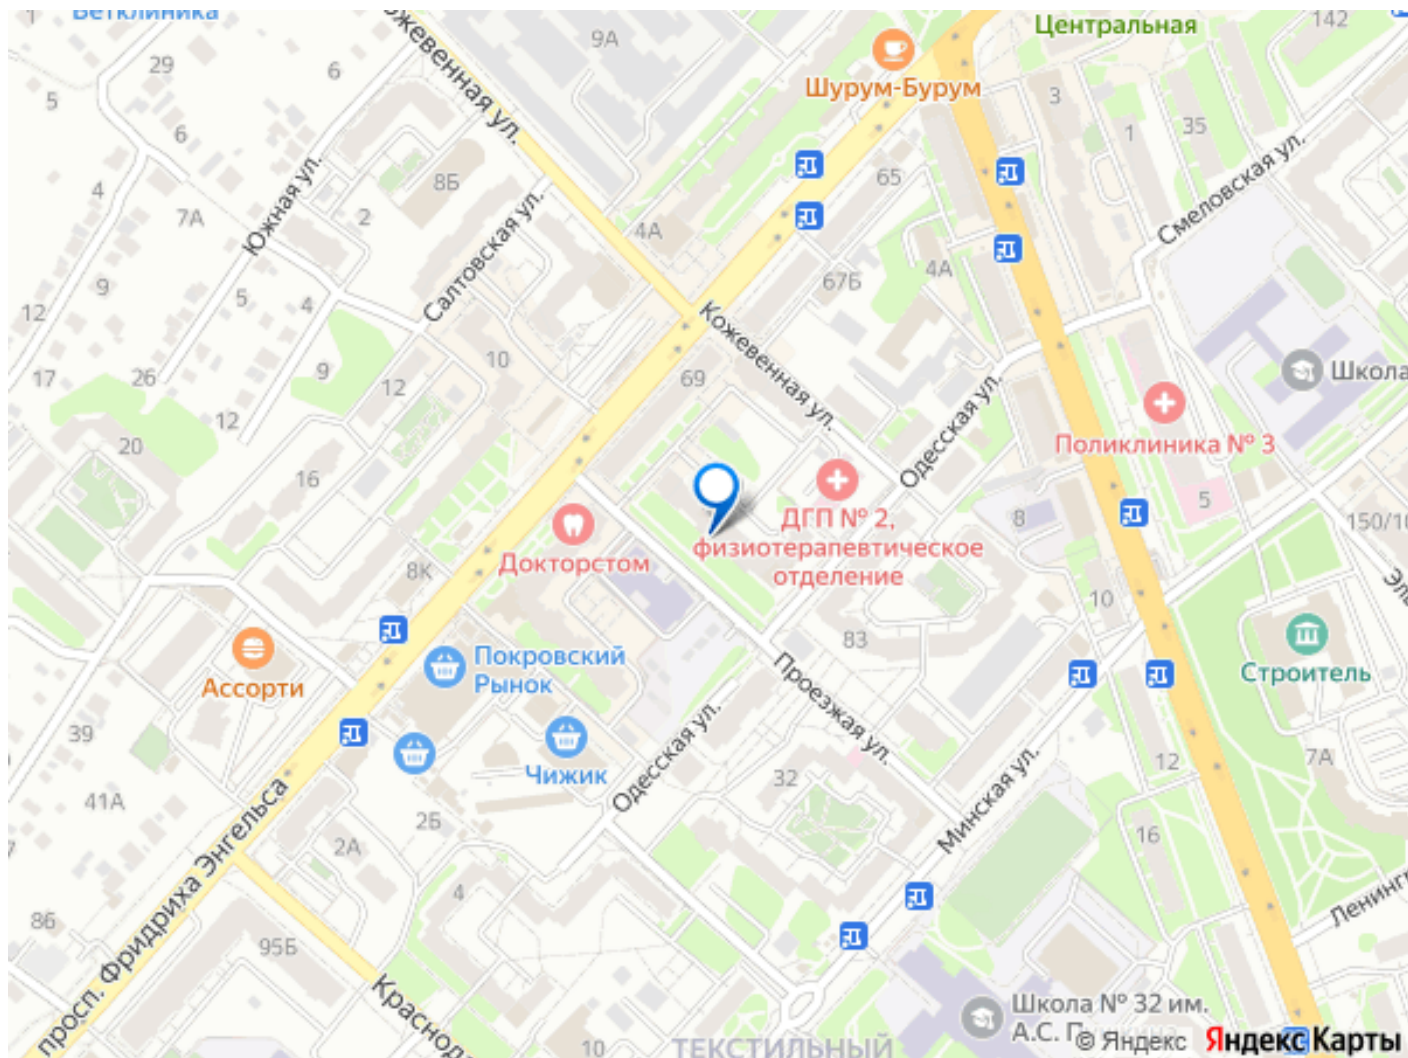 Ветклиника
Центральная
142
9А
29
6
5
Шурум-Бурум
3
1
35
6
Кожевенная ул.
4
7А
8Б
2
65
Южная ул.
Смеловская ул.
4А
Салтовская ул.
67Б
4А
9
5
4
12
Кожевенная ул.
10
69
17
26
9
12
Школа
12
Одесская ул.
Поликлиника № 3
20
16
5
8
150/10
ДГП № 2,
физиотерапевтическое
отделение
Докторстом
8К
10
83
Покровский
Рынок
Ассорти
Строитель
Проезжая ул.
39
Одесская ул.
Чижик
32
12
7А
41А
Минская ул.
2Б
2А
16
просп. Фридриха Энгельса
4
86
95Б
Школа № 32 им.
А.С.
10
ТЕКСТИЛЬНЫЙ
© Яндекс Яндекс Карты